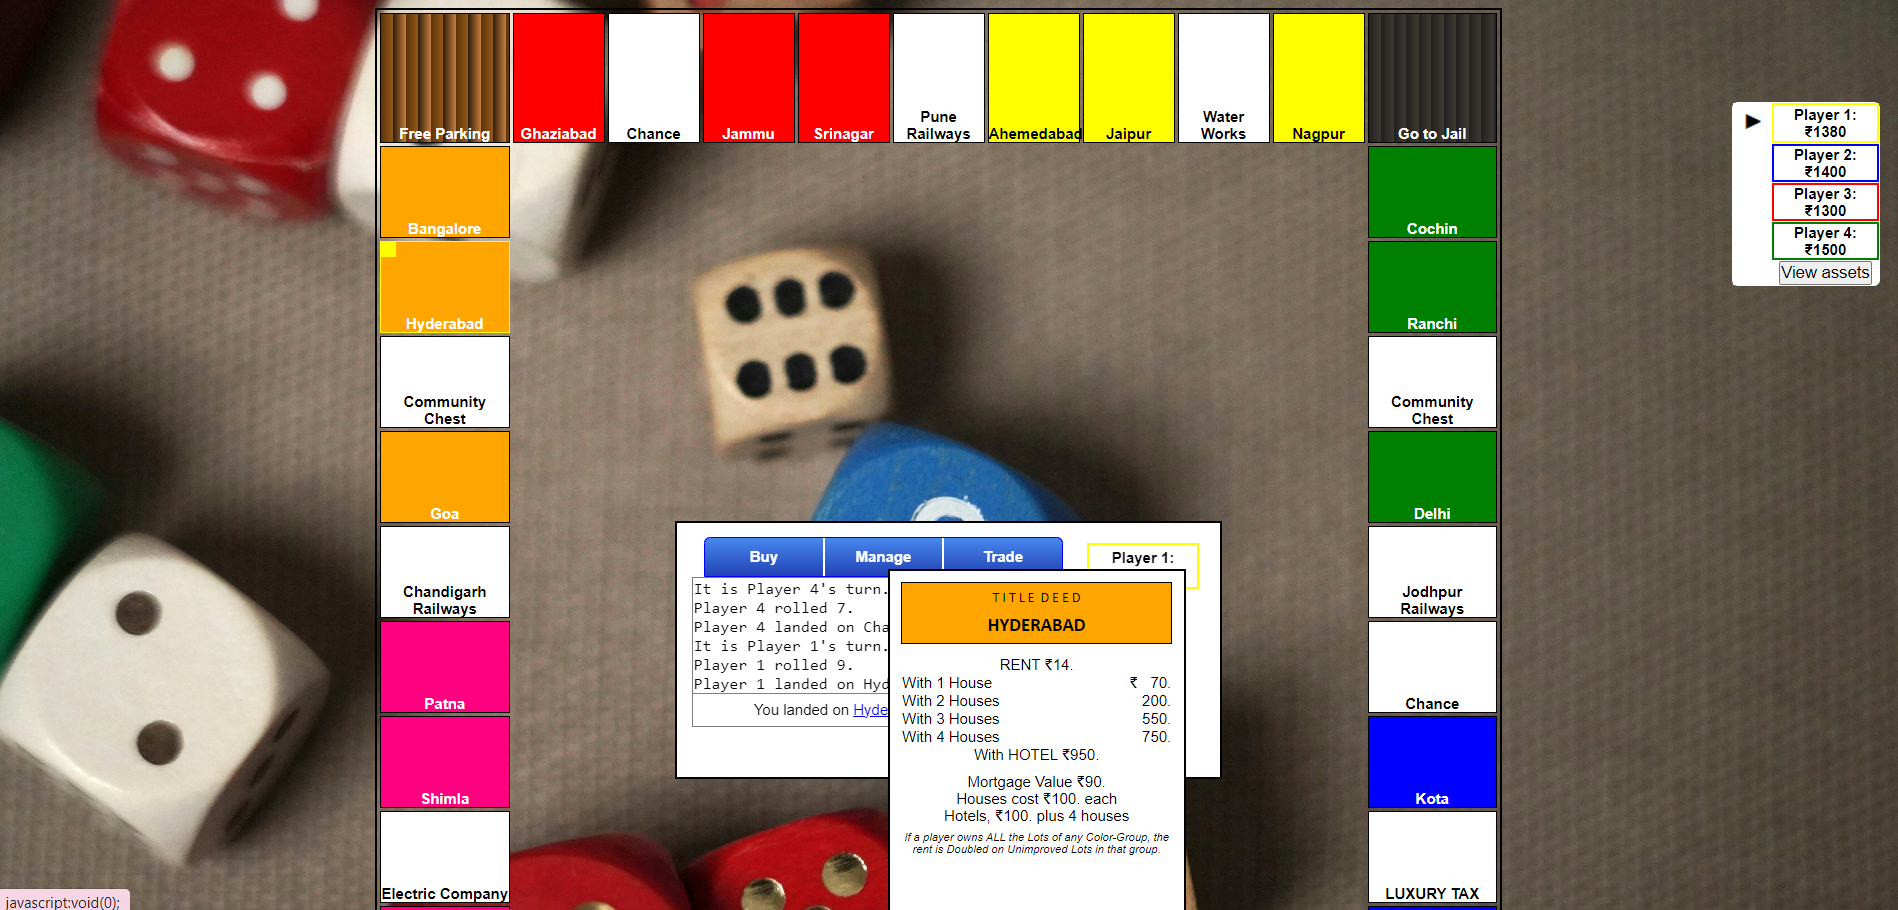 Free Parking
Ghaziabad
Chance
Jammu
Srinagar
Pune
Railways
Ahemedabad
Jaipur
Water
Works
Nagpur
Go to Jail
Player 1:
₹1380
Player 2:
₹1400
Player 3:
₹1300
Player 4:
₹1500
View assets
Bangalore
Cochin
Hyderabad
Ranchi
Community
Chest
Community
Chest
Goa
Delhi
Chandigarh
Railways
Jodhpur
Railways
Patna
Chance
Shimla
Kota
Electric Company
LUXURY TAX
Buy
Manage
Trade
Player 1:
It is Player 4's turn.
Player 4 rolled 7.
Player 4 landed on Cha
It is Player 1's turn.
Player 1 rolled 9.
Player 1 landed on Hyd
You landed on Hyde
TITLE DEED
HYDERABAD
RENT ₹14.
With 1 House ₹ 70.
With 2 Houses 200.
With 3 Houses 550.
With 4 Houses 750.
With HOTEL ₹950.
Mortgage Value ₹90.
Houses cost ₹100. each
Hotels, ₹100. plus 4 houses
If a player owns ALL the Lots of any Color-Group, the
rent is Doubled on Unimproved Lots in that group.
javascript:void(0);